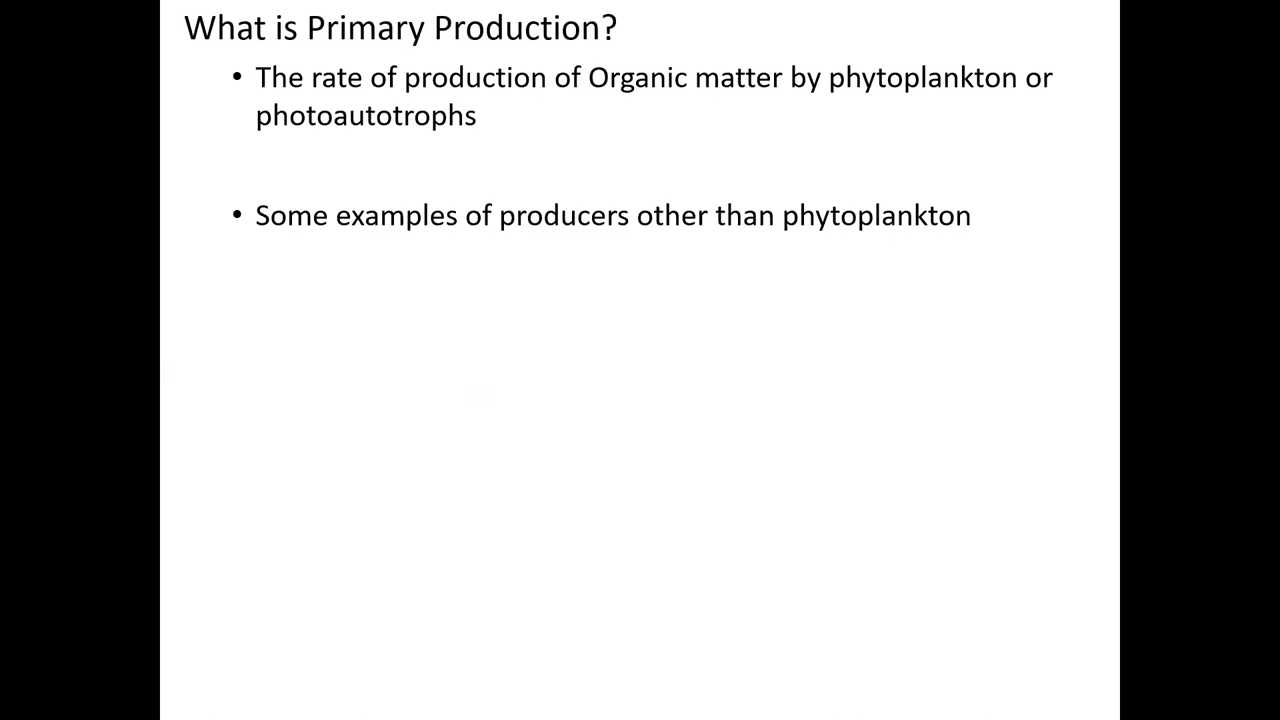 What is Primary Production?
• The rate of production of Organic matter by phytoplankton or
photoautotrophs
• Some examples of producers other than phytoplankton